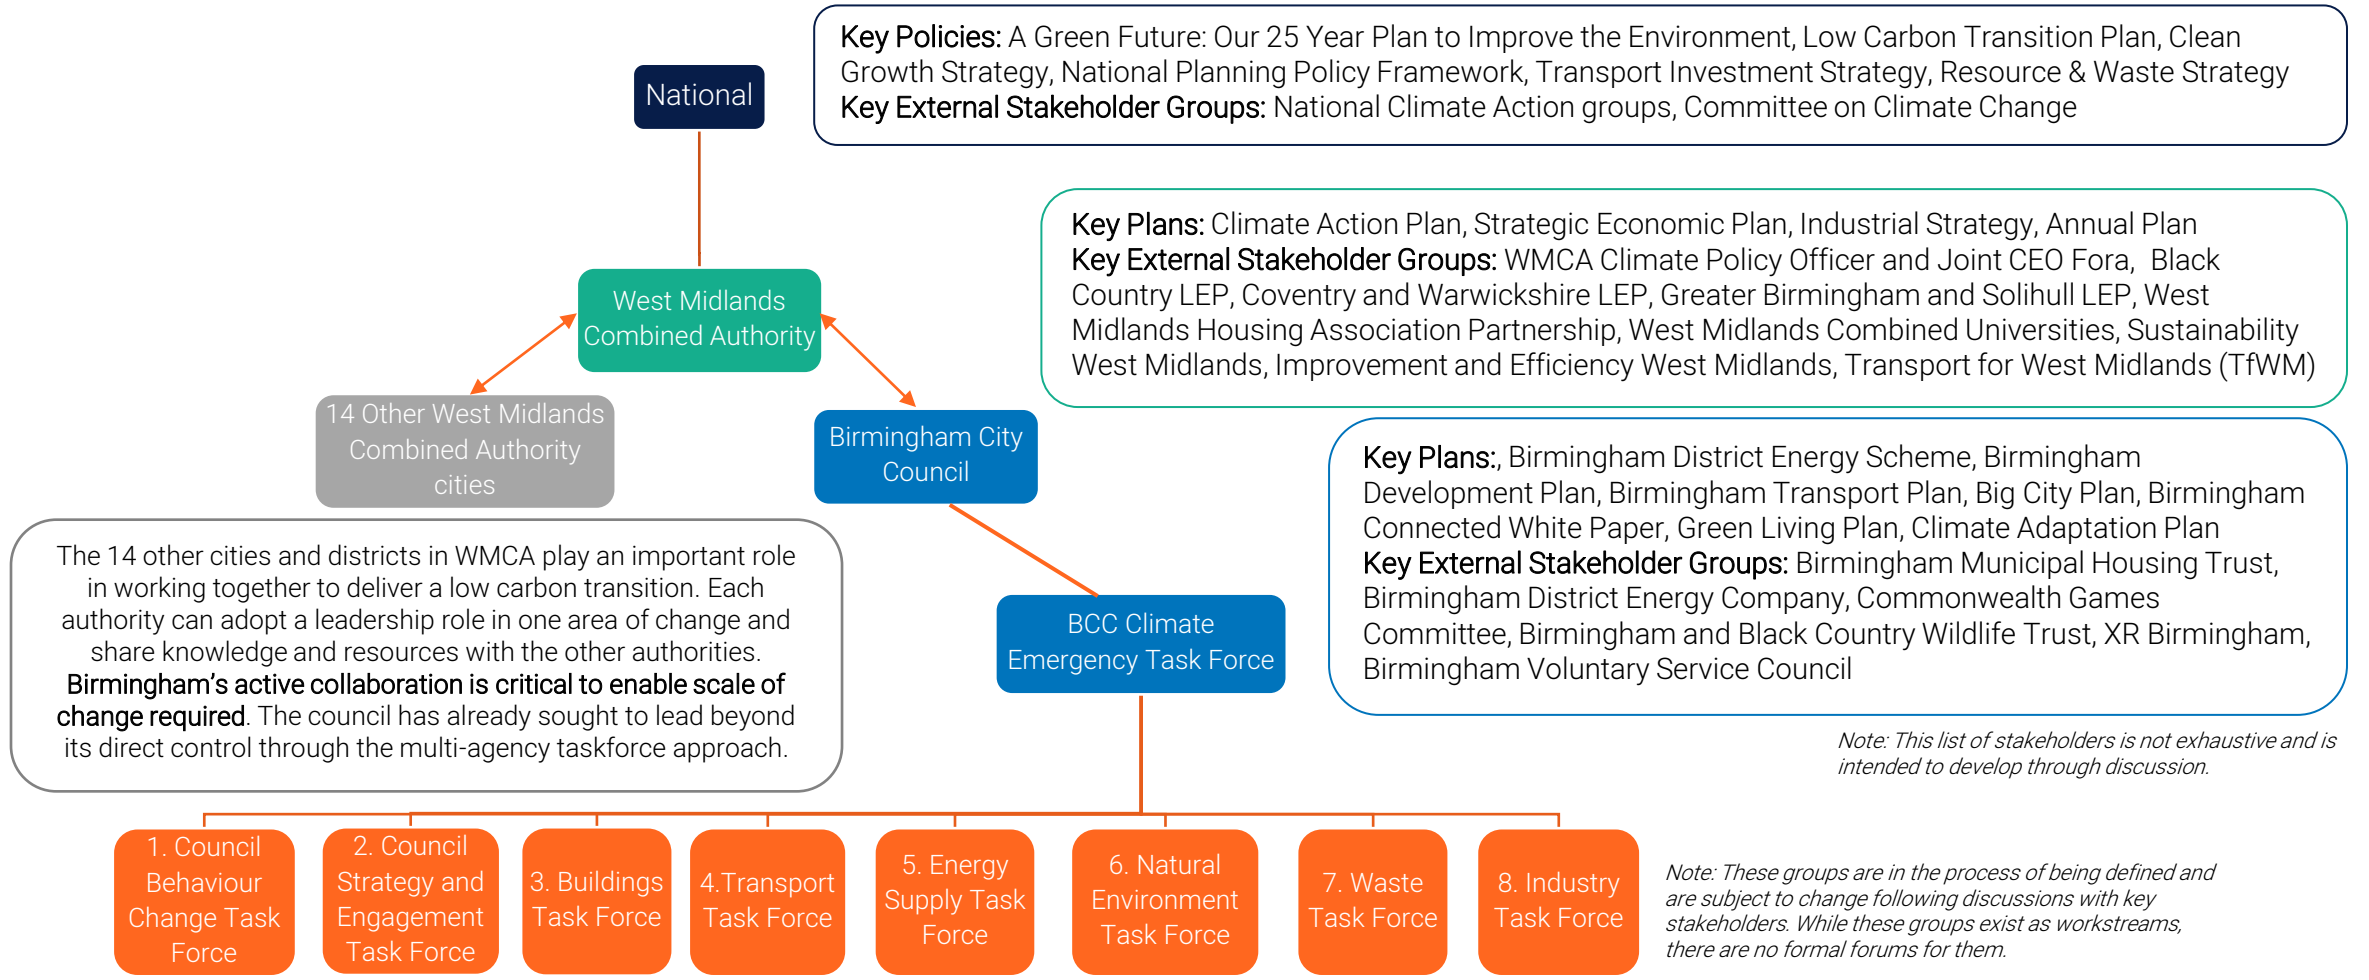 Key Policies: A Green Future: Our 25 Year Plan to Improve the Environment, Low Carbon Transition Plan, Clean
Growth Strategy, National Planning Policy Framework, Transport Investment Strategy, Resource & Waste Strategy
Key External Stakeholder Groups: National Climate Action groups, Committee on Climate Change
National
Key Plans: Climate Action Plan, Strategic Economic Plan, Industrial Strategy, Annual Plan
Key External Stakeholder Groups: WMCA Climate Policy Officer and Joint CEO Fora, Black
Country LEP, Coventry and Warwickshire LEP, Greater Birmingham and Solihull LEP, West
Midlands Housing Association Partnership, West Midlands Combined Universities, Sustainability
West Midlands, Improvement and Efficiency West Midlands, Transport for West Midlands (TfWM)
West Midlands
Combined Authority
14 Other West Midlands
Combined Authority
cities
Birmingham City
Council
Key Plans:, Birmingham District Energy Scheme, Birmingham
Development Plan, Birmingham Transport Plan, Big City Plan, Birmingham
Connected White Paper, Green Living Plan, Climate Adaptation Plan
Key External Stakeholder Groups: Birmingham Municipal Housing Trust,
Birmingham District Energy Company, Commonwealth Games
Committee, Birmingham and Black Country Wildlife Trust, XR Birmingham,
Birmingham Voluntary Service Council
The 14 other cities and districts in WMCA play an important role
in working together to deliver a low carbon transition. Each
authority can adopt a leadership role in one area of change and
share knowledge and resources with the other authorities.
Birmingham's active collaboration is critical to enable scale of
change required. The council has already sought to lead beyond
its direct control through the multi-agency taskforce approach.
BCC Climate
Emergency Task Force
Note: This list of stakeholders is not exhaustive and is
intended to develop through discussion.
1. Council
Behaviour
Change Task
Force
2. Council
Strategy and
Engagement
Task Force
3. Buildings
Task Force
4.Transport
Task Force
5. Energy
Supply Task
Force
6. Natural
Environment
Task Force
7. Waste
Task Force
8. Industry
Task Force
Note: These groups are in the process of being defined and
are subject to change following discussions with key
stakeholders. While these groups exist as workstreams,
there are no formal forums for them.